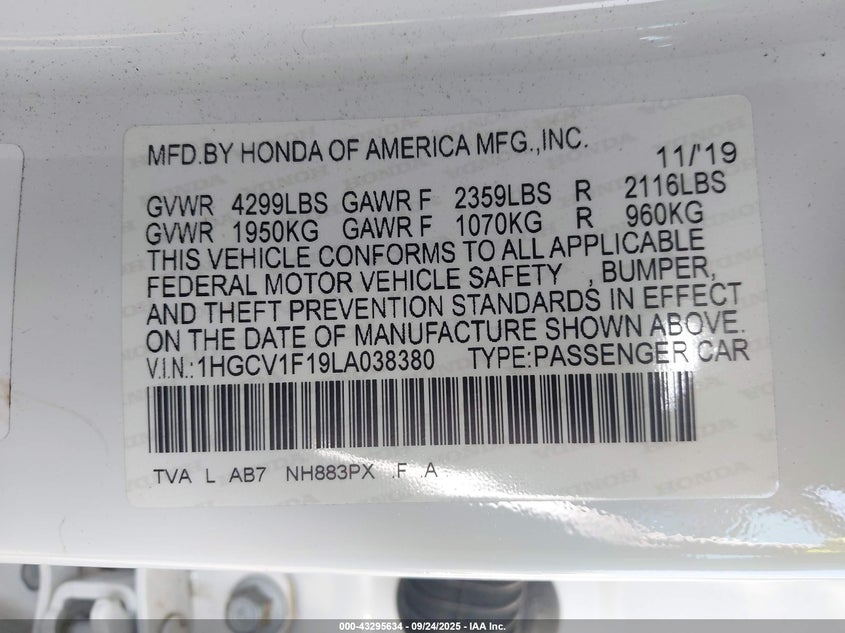 MFD.BY HONDA OF AMERICA MFG.,INC. 11/'19
GVWR 4299LBS GAWR F 2359LBS R 2116LBS
GVWR 1950KG GAWR F 1070KG R 960KG
THIS VEHICLE CONFORMS TO ALL APPLICABLE
FEDERAL MOTOR VEHICLE SAFETY , BUMPER,
AND THEFT PREVENTION STANDARDS IN EFFECT
ON THE DATE OF MANUFACTURE SHOWN ABOVE.
V.I.N.:1HGCV1F19LA038380 TYPE:PASSENGER CAR
TVA L AB7 NH883PX .F .A
000-43295634 - 09/24/2025 - IAA Inc.